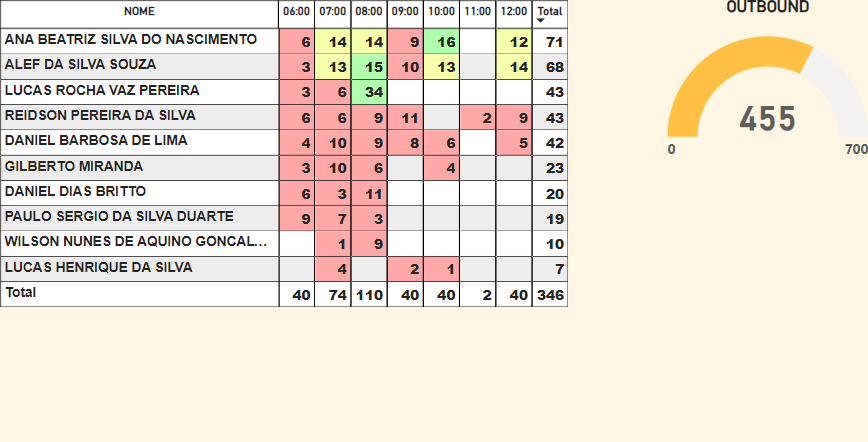 NOME 06:00 07:00 08:00 09:00 10:00 11:00 12:00 Total
ANA BEATRIZ SILVA DO NASCIMENTO 6 14 14 9 16 12 71
ALEF DA SILVA SOUZA 3 13 15 10 13 14 68
LUCAS ROCHA VAZ PEREIRA 3 6 34 43
REIDSON PEREIRA DA SILVA 6 6 9 11 2 9 43
DANIEL BARBOSA DE LIMA 4 10 9 8 6 5 42
GILBERTO MIRANDA 3 10 6 4 23
DANIEL DIAS BRITTO 6 3 11 20
PAULO SERGIO DA SILVA DUARTE 9 7 3 19
WILSON NUNES DE AQUINO GONCAL... 1 9 10
LUCAS HENRIQUE DA SILVA 4 2 1 7
Total 40 74 110 40 40 2 40 346
OUTBOUND
455
0 700